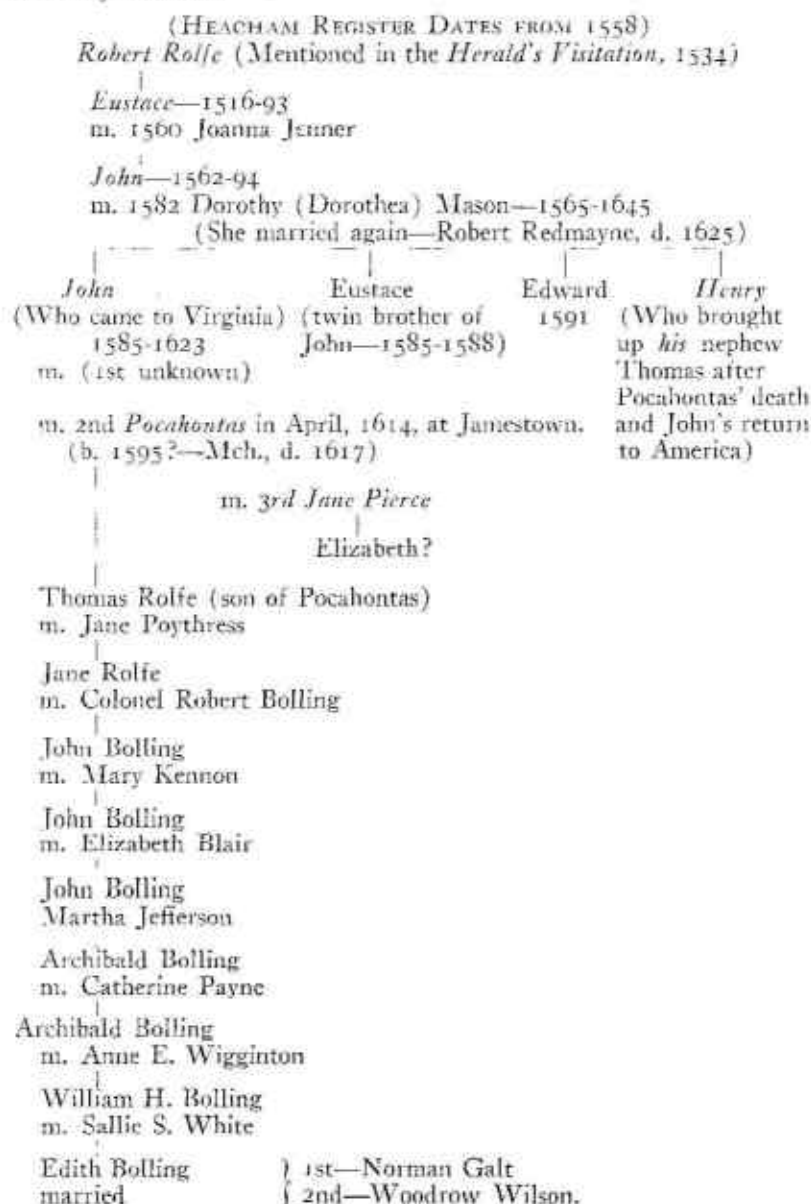 (HEACHAM REGISTER DATES FROM 1558)
Robert Rolfe (Mentioned in the Herald's Visitation, 1534)
Eustace—1516-93
m. 1560 Joanna Jenner
John—1562-94
m. 1582 Dorothy (Dorothea) Mason—1565-1645
(She married again—Robert Redmayne, d. 1625)
John Eustace Edward Henry
(Who came to Virginia) (twin brother of 1591 (Who brought
1585-1623 John—1585-1588) up his nephew
m. (1st unknown) Thomas after
Pocahontas' death
m. 2nd Pocahontas in April, 1614, at Jamestown. and John's return
(b. 1595?—Mch., d. 1617) to America)
m. 3rd Jane Pierce
Elizabeth?
Thomas Rolfe (son of Pocahontas)
m. Jane Poythress
Jane Rolfe
m. Colonel Robert Bolling
John Bolling
m. Mary Kennon
John Bolling
m. Elizabeth Blair
John Bolling
Martha Jefferson
Archibald Bolling
m. Catherine Payne
Archibald Bolling
m. Anne E. Wigginton
William H. Bolling
m. Sallie S. White
Edith Bolling } 1st—Norman Galt
married { 2nd—Woodrow Wilson.